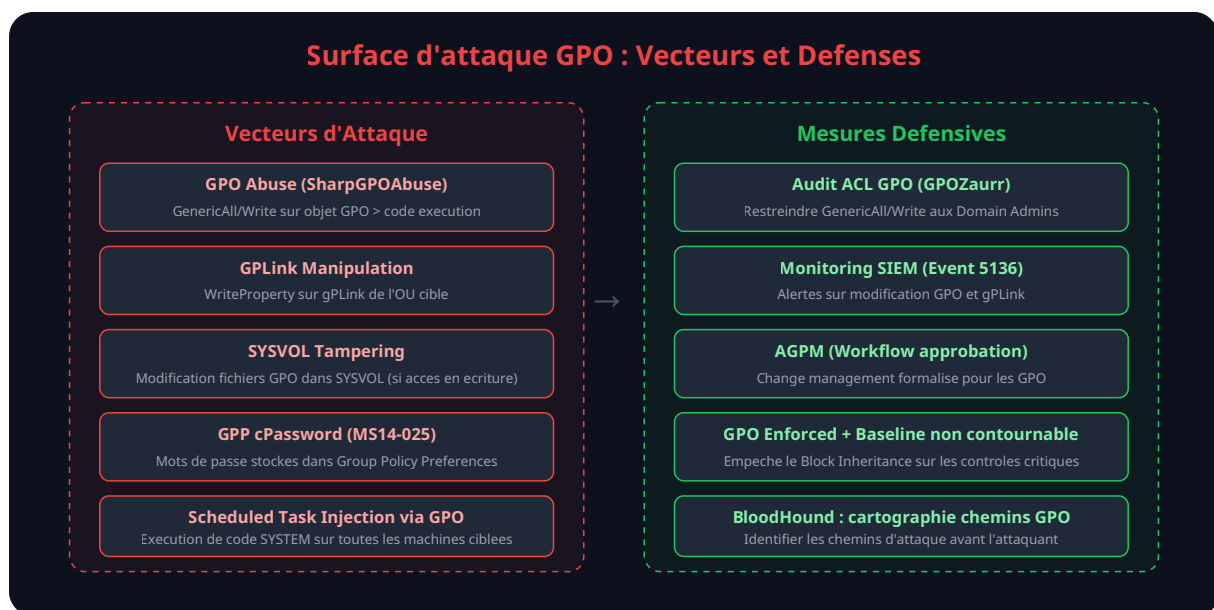 Surface d'attaque GPO : Vecteurs et Defenses
Vecteurs d'Attaque
GPO Abuse (SharpGPOAbuse)
GenericAll/Write sur objet GPO > code execution
GPLink Manipulation
WriteProperty sur gPLink de l'OU cible
SYSVOL Tampering
Modification fichiers GPO dans SYSVOL (si acces en ecriture)
GPP cPassword (MS14-025)
Mots de passe stockes dans Group Policy Preferences
Scheduled Task Injection via GPO
Execution de code SYSTEM sur toutes les machines ciblees
→
Mesures Defensives
Audit ACL GPO (GPOZaurr)
Restreindre GenericAll/Write aux Domain Admins
Monitoring SIEM (Event 5136)
Alertes sur modification GPO et gPLink
AGPM (Workflow approbation)
Change management formalise pour les GPO
GPO Enforced + Baseline non contournable
Empeche le Block Inheritance sur les controles critiques
BloodHound : cartographie chemins GPO
Identifier les chemins d'attaque avant l'attaquant